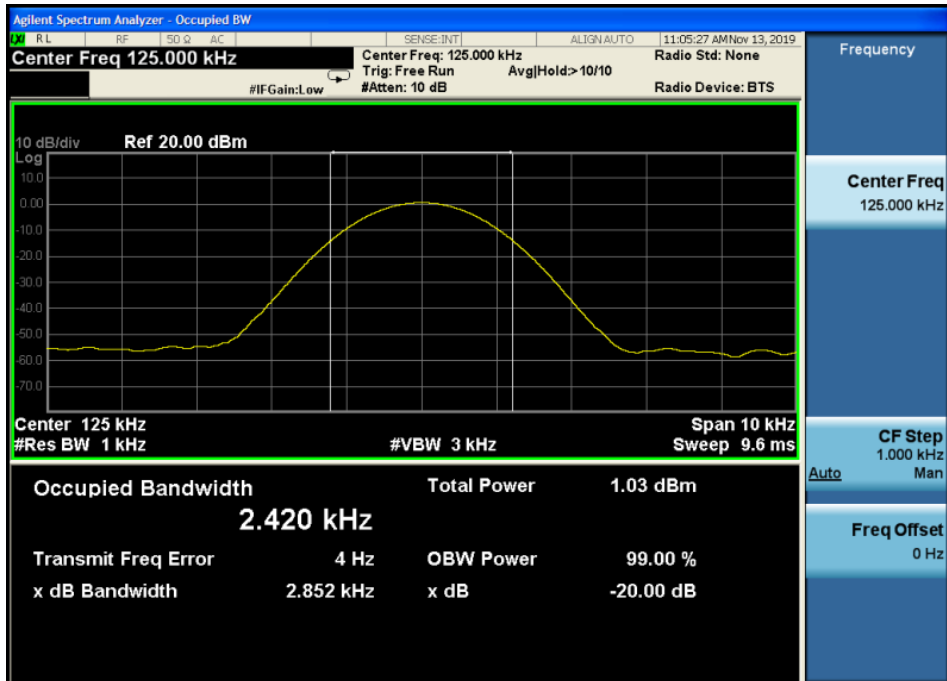 Agilent Spectrum Analyzer - Occupied BW
LXI RL RF 50 Ω AC SENSE:INT ALIGN AUTO 11:05:27 AM Nov 13, 2019
Center Freq 125.000 kHz
Center Freq: 125.000 kHz
Radio Std: None
Trig: Free Run Avg|Hold:> 10/10
#IFGain:Low
#Atten: 10 dB
Radio Device: BTS
10 dB/div Ref 20.00 dBm
Log
10.0
0.00
-10.0
-20.0
-30.0
-40.0
-50.0
-60.0
-70.0
Center 125 kHz Span 10 kHz
#Res BW 1 kHz #VBW 3 kHz Sweep 9.6 ms
Occupied Bandwidth Total Power 1.03 dBm
2.420 kHz
Transmit Freq Error 4 Hz OBW Power 99.00 %
x dB Bandwidth 2.852 kHz x dB -20.00 dB
Frequency
Center Freq
125.000 kHz
CF Step
1.000 kHz
Auto Man
Freq Offset
0 Hz